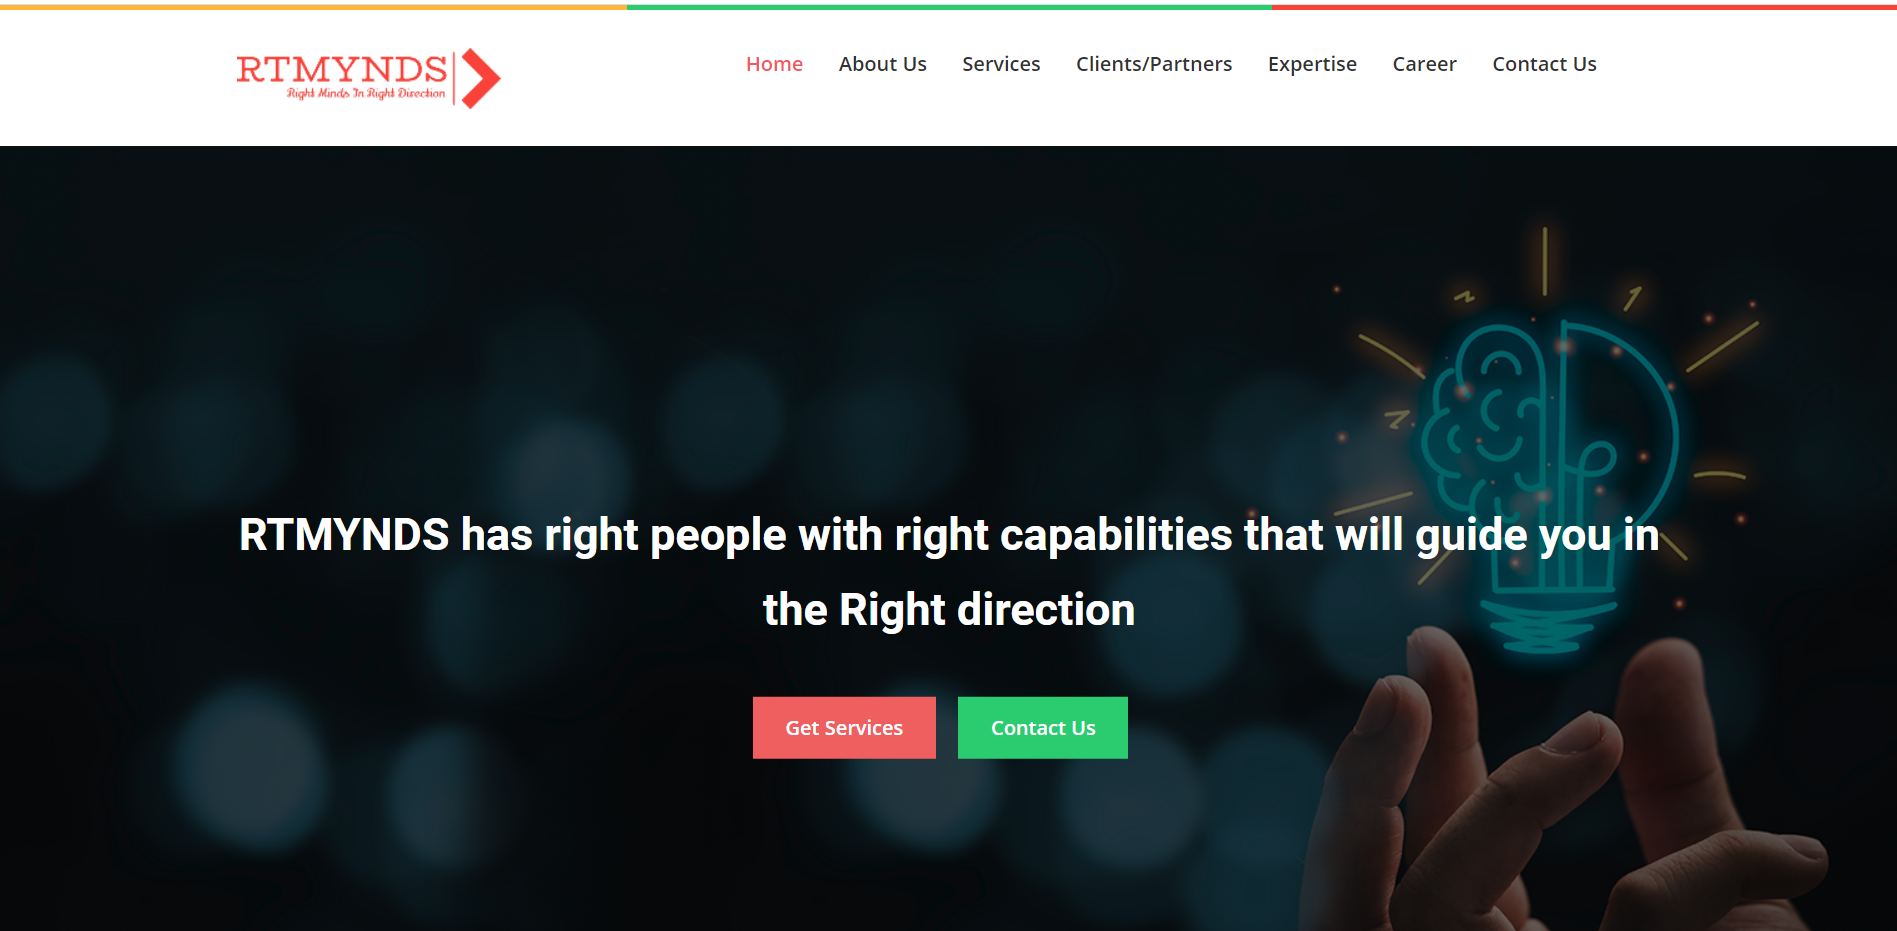 RTMYNDS
Right Minds In Right Direction
Home About Us Services Clients/Partners Expertise Career Contact Us
RTMYNDS has right people with right capabilities that will guide you in
the Right direction
Get Services Contact Us